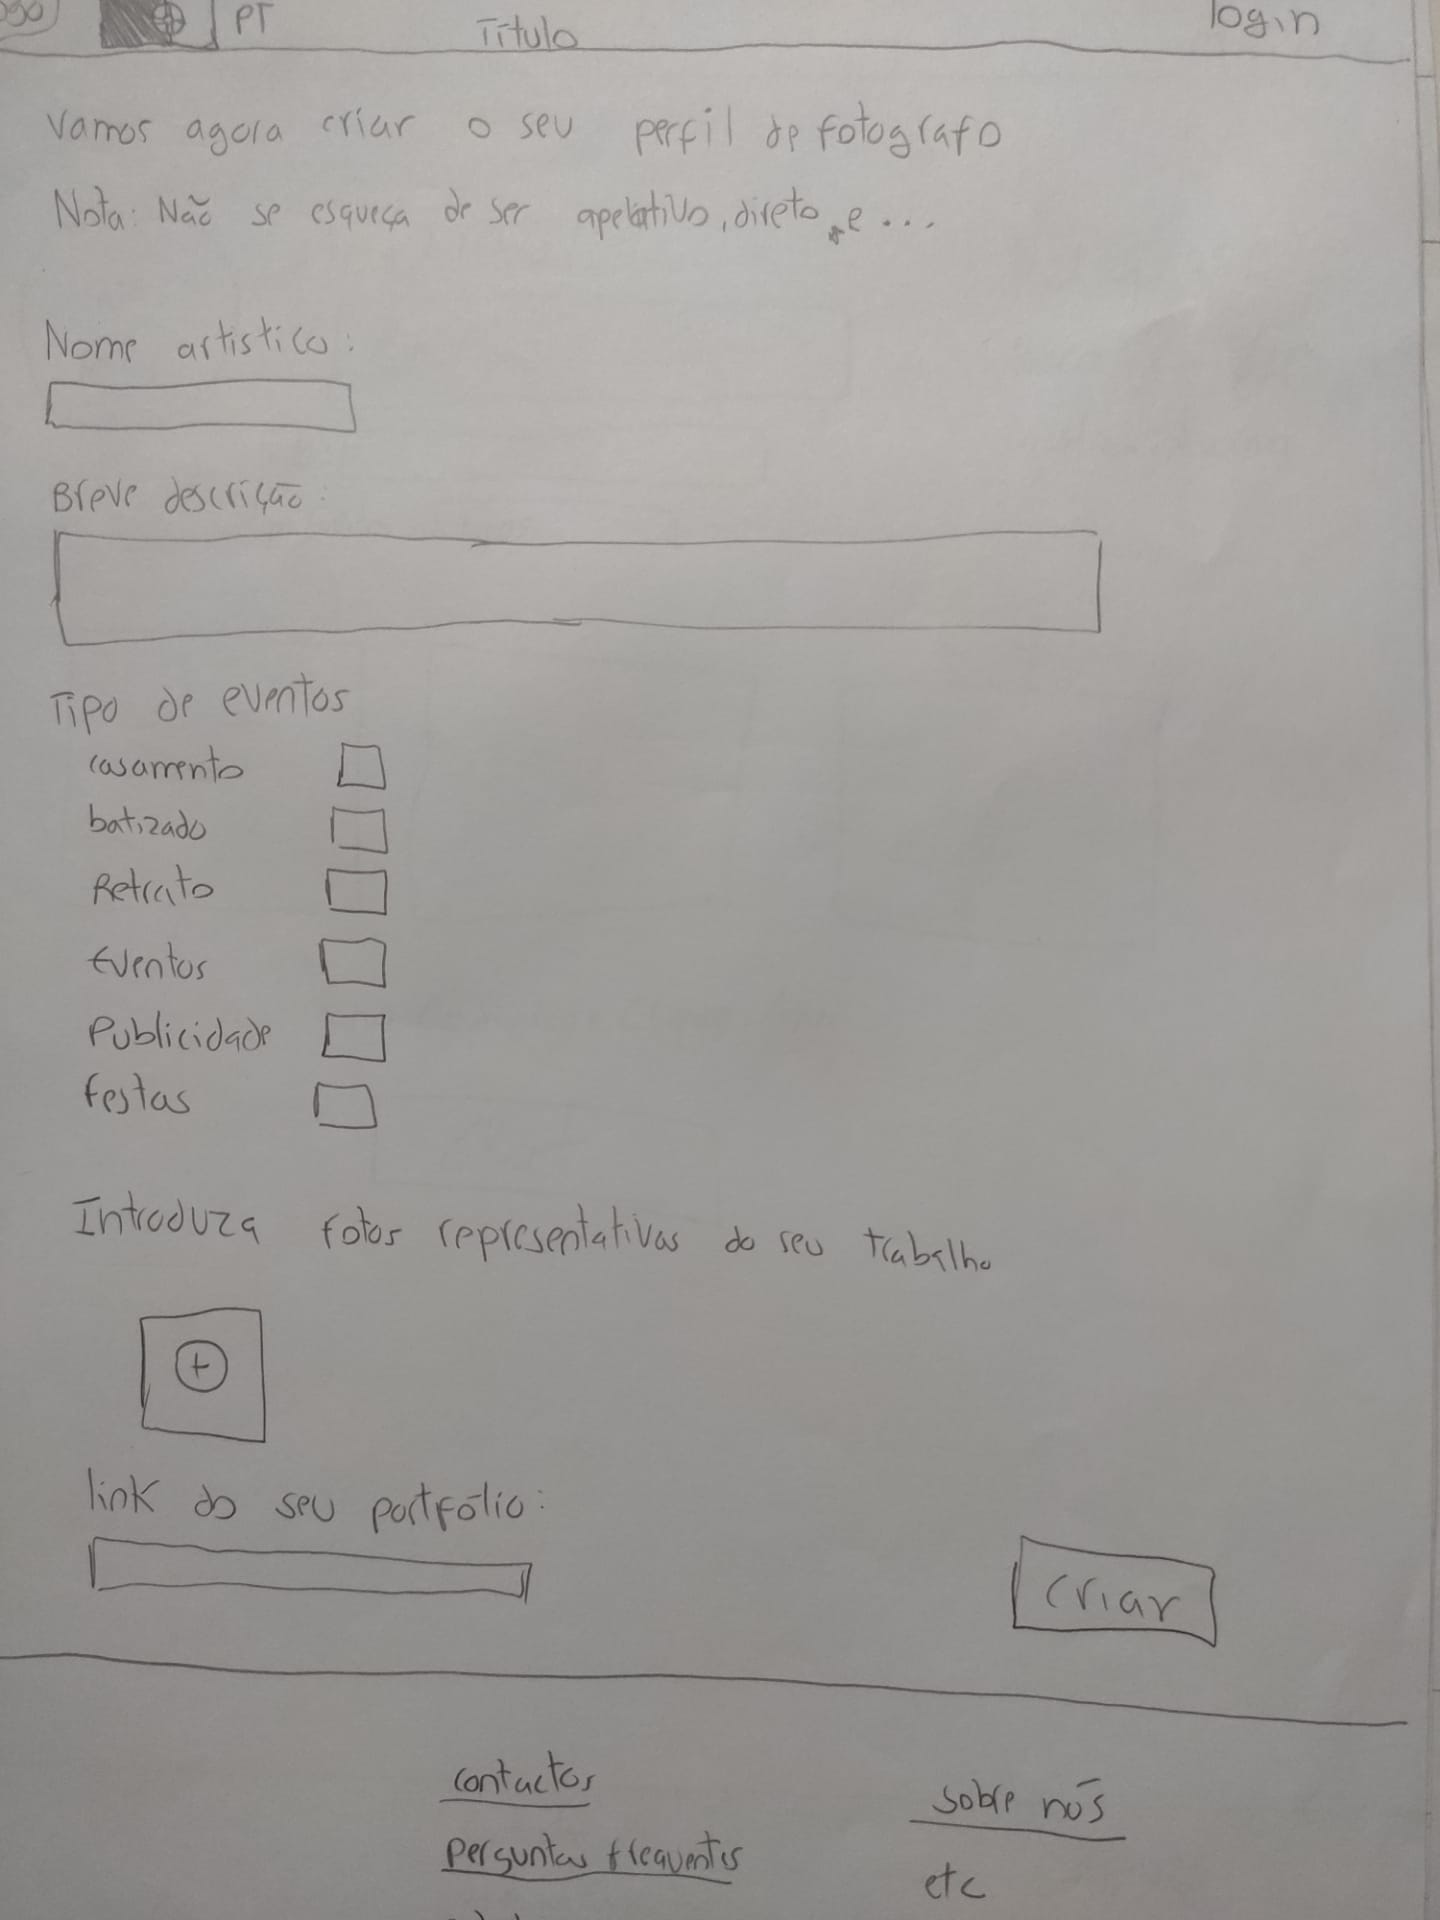 PT
Título
login
Vamos agora criar o seu perfil de fotografo
Nota: Não se esqueça de ser apelativo, direto, e ...
Nome artistico:
Breve descrição:
Tipo de eventos
casamento
batizado
Retrato
Eventos
Publicidade
festas
Introduza fotos representativas do seu trabalho
+
link do seu portfólio:
criar
contactos
sobre nós
perguntas frequentes
etc